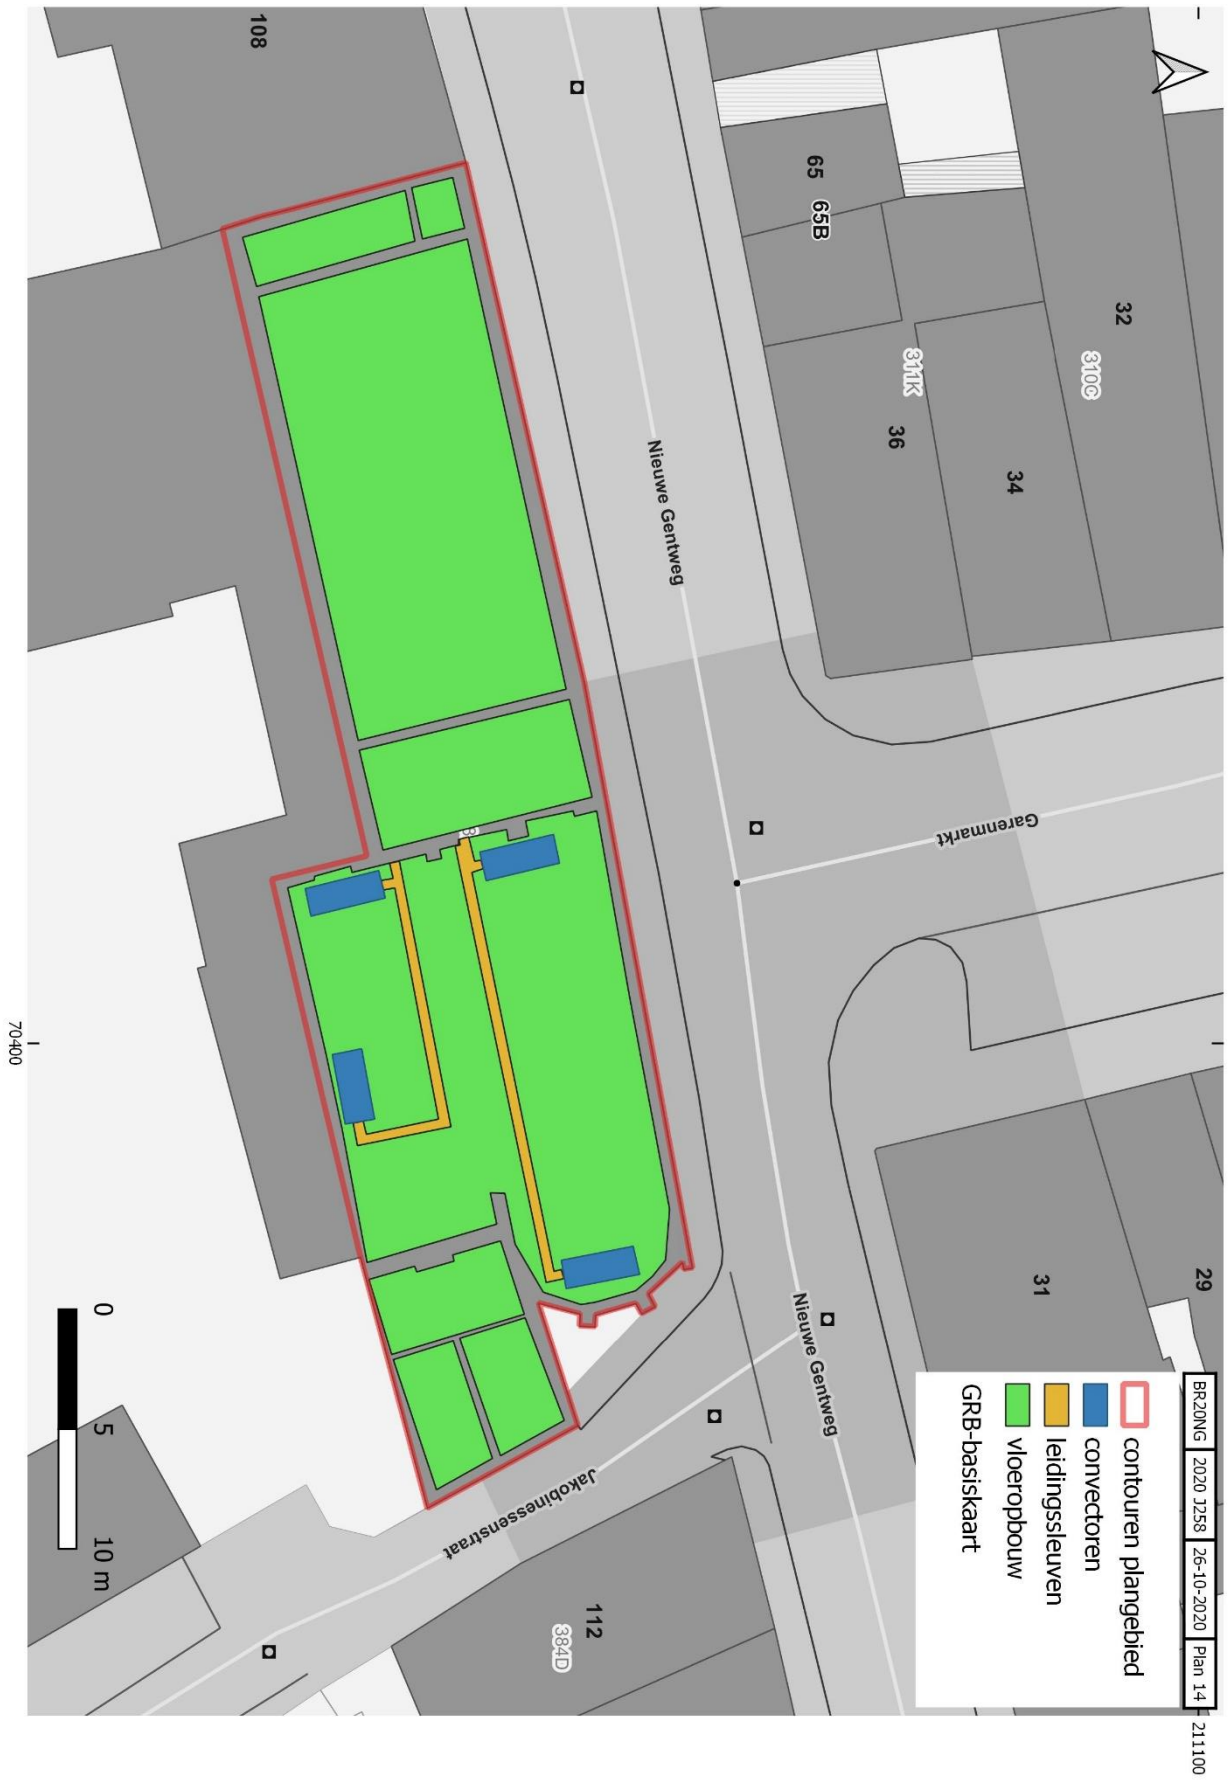 BR20NG 2020 J258 26-10-2020 Plan 14
contouren plangebied
convectoren
leidingssleuven
vloeropbouw
GRB-basiskaart
211100
70400
0 5 10 m
108
65
65B
32
310C
311K
36
34
Nieuwe Gentweg
Garenmarkt
Nieuwe Gentweg
31
29
Jakobinessenstraat
112
384D